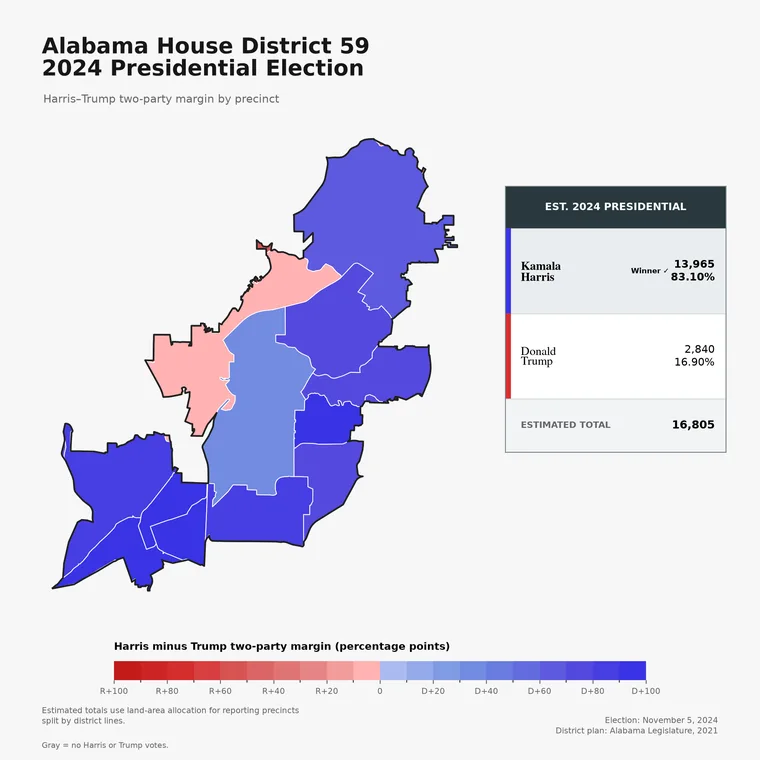 Alabama House District 59
2024 Presidential Election
Harris–Trump two-party margin by precinct
EST. 2024 PRESIDENTIAL
Kamala
Harris
Winner ✓
13,965
83.10%
Donald
Trump
2,840
16.90%
ESTIMATED TOTAL
16,805
Harris minus Trump two-party margin (percentage points)
R+100 R+80 R+60 R+40 R+20 0 D+20 D+40 D+60 D+80 D+100
Estimated totals use land-area allocation for reporting precincts
split by district lines.
Gray = no Harris or Trump votes.
Election: November 5, 2024
District plan: Alabama Legislature, 2021